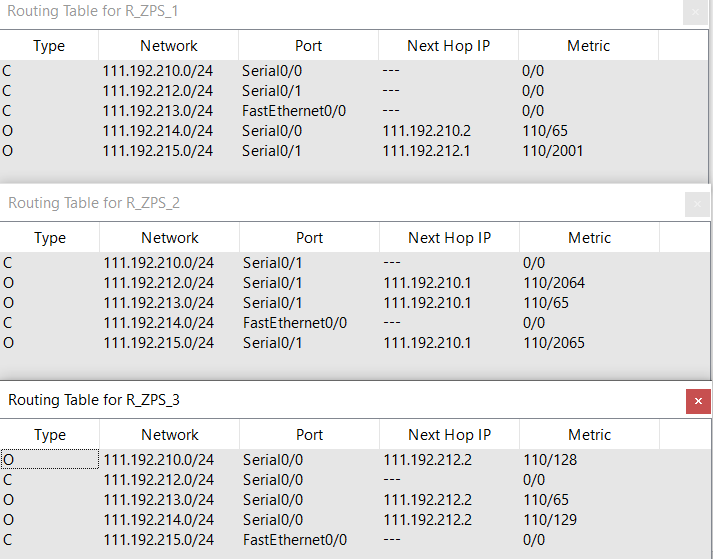 Routing Table for R_ZPS_1
Type Network Port Next Hop IP Metric
C 111.192.210.0/24 Serial0/0 --- 0/0
C 111.192.212.0/24 Serial0/1 --- 0/0
C 111.192.213.0/24 FastEthernet0/0 --- 0/0
O 111.192.214.0/24 Serial0/0 111.192.210.2 110/65
O 111.192.215.0/24 Serial0/1 111.192.212.1 110/2001
Routing Table for R_ZPS_2
Type Network Port Next Hop IP Metric
C 111.192.210.0/24 Serial0/1 --- 0/0
O 111.192.212.0/24 Serial0/1 111.192.210.1 110/2064
O 111.192.213.0/24 Serial0/1 111.192.210.1 110/65
C 111.192.214.0/24 FastEthernet0/0 --- 0/0
O 111.192.215.0/24 Serial0/1 111.192.210.1 110/2065
Routing Table for R_ZPS_3
Type Network Port Next Hop IP Metric
O 111.192.210.0/24 Serial0/0 111.192.212.2 110/128
C 111.192.212.0/24 Serial0/0 --- 0/0
O 111.192.213.0/24 Serial0/0 111.192.212.2 110/65
O 111.192.214.0/24 Serial0/0 111.192.212.2 110/129
C 111.192.215.0/24 FastEthernet0/0 --- 0/0